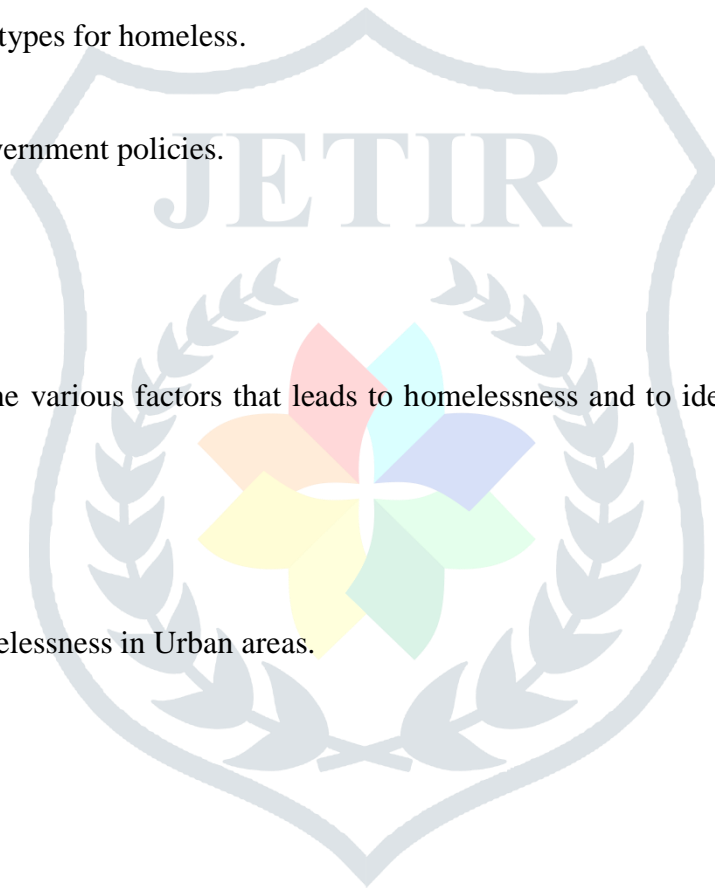 types for homeless.
vernment policies.
JETIR
he various factors that leads to homelessness and to ide
elessness in Urban areas.